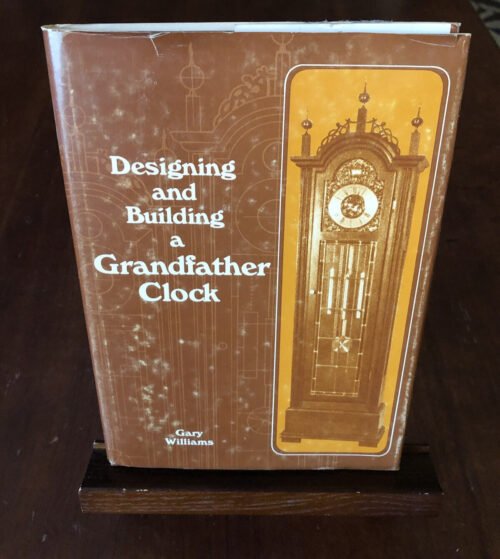 Designing
and
Building
a
Grandfather
Clock
Gary
Williams